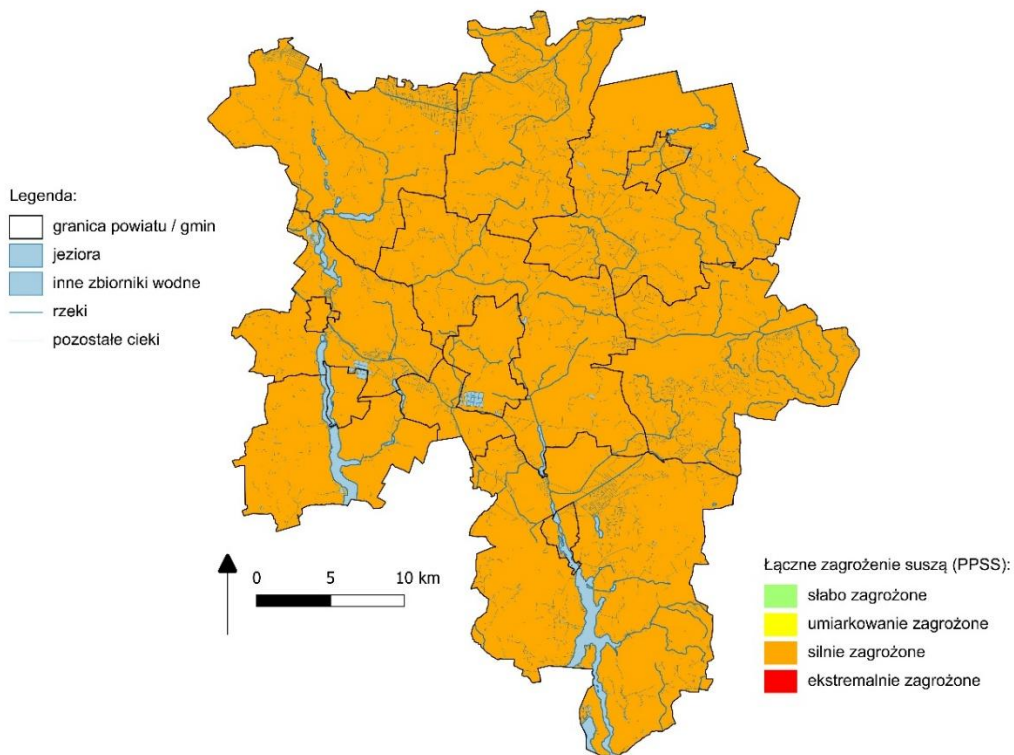 Legenda:
granica powiatu / gmin
jeziora
inne zbiorniki wodne
rzeki
pozostałe cieki
0 5 10 km
Łączne zagrożenie suszą (PPSS):
słabo zagrożone
umiarkowanie zagrożone
silnie zagrożone
ekstremalnie zagrożone